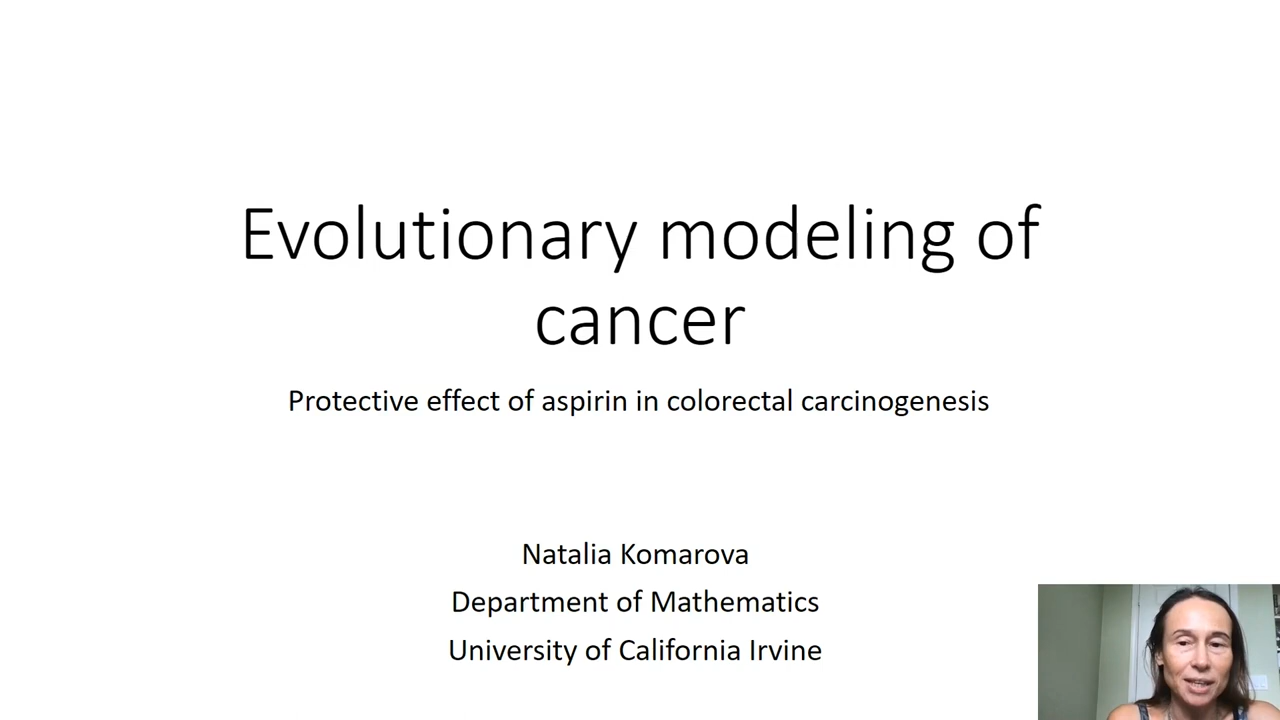 Evolutionary modeling of
cancer
Protective effect of aspirin in colorectal carcinogenesis
Natalia Komarova
Department of Mathematics
University of California Irvine